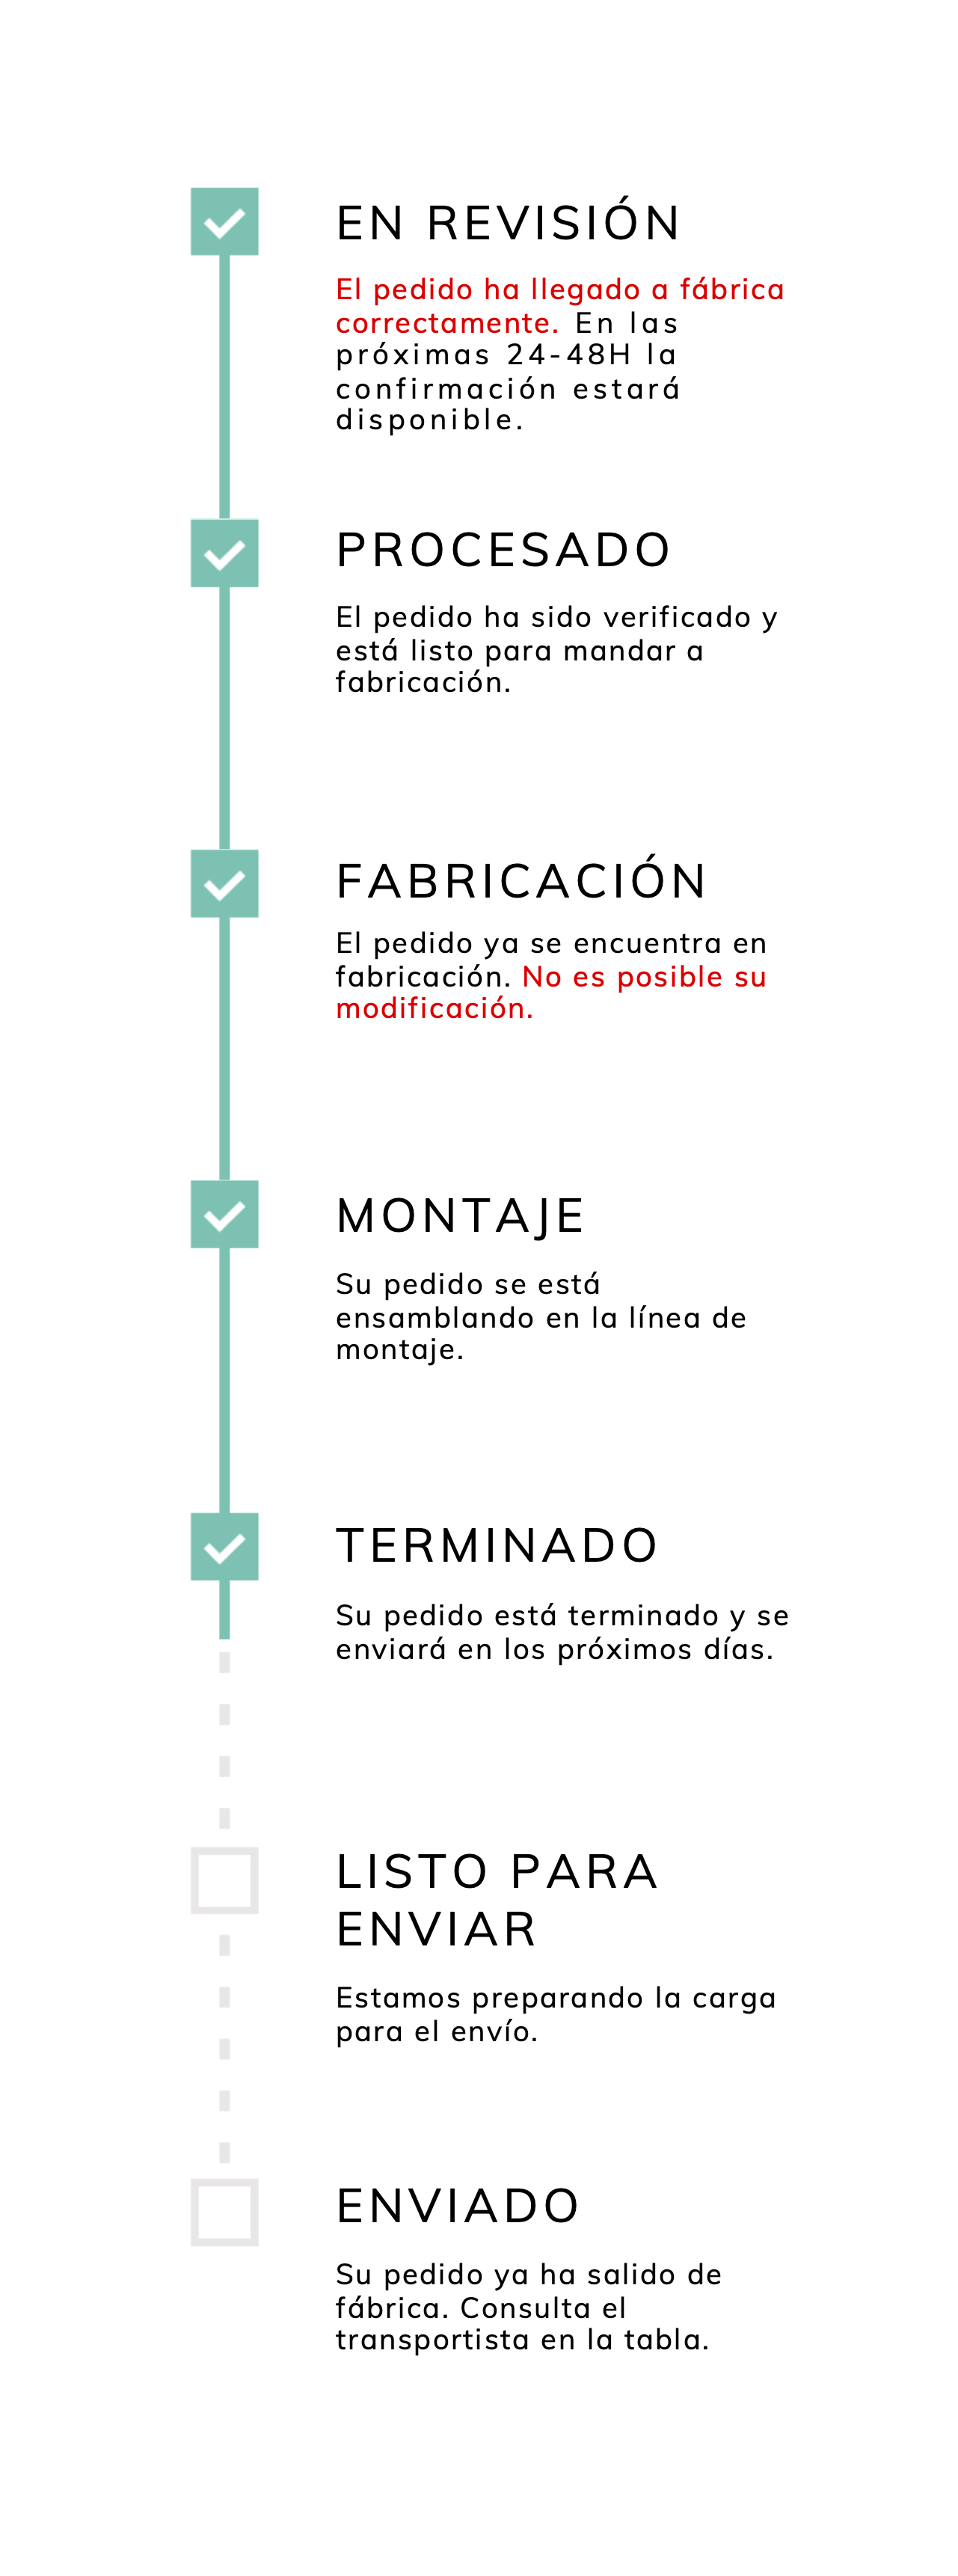 EN REVISIÓN
El pedido ha llegado a fábrica
correctamente. En las
próximas 24-48H la
confirmación estará
disponible.
PROCESADO
El pedido ha sido verificado y
está listo para mandar a
fabricación.
FABRICACIÓN
El pedido ya se encuentra en
fabricación. No es posible su
modificación.
MONTAJE
Su pedido se está
ensamblando en la línea de
montaje.
TERMINADO
Su pedido está terminado y se
enviará en los próximos días.
LISTO PARA
ENVIAR
Estamos preparando la carga
para el envío.
ENVIADO
Su pedido ya ha salido de
fábrica. Consulta el
transportista en la tabla.